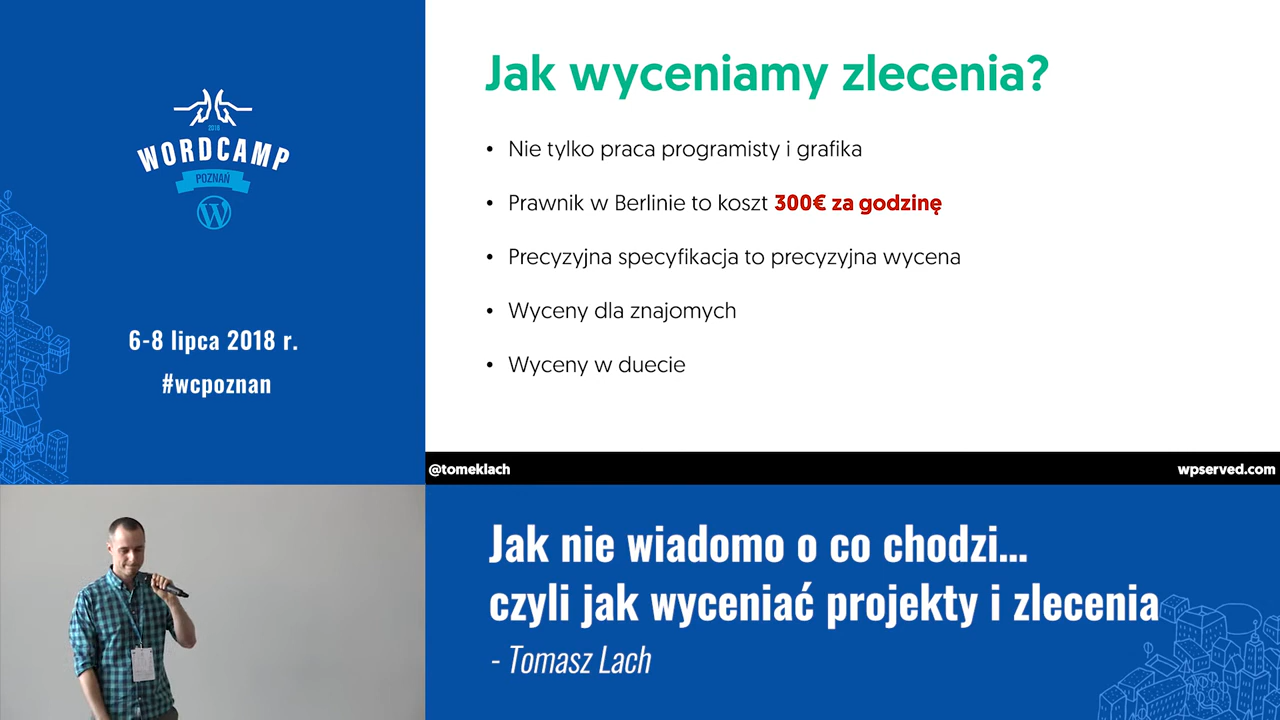 2018
WORDCAMP
POZNAŃ
6-8 lipca 2018 r.
#wcpoznan
Jak wyceniamy zlecenia?
• Nie tylko praca programisty i grafika
• Prawnik w Berlinie to koszt 300€ za godzinę
• Precyzyjna specyfikacja to precyzyjna wycena
• Wyceny dla znajomych
• Wyceny w duecie
@tomeklach
wpserved.com
Jak nie wiadomo o co chodzi...
czyli jak wyceniać projekty i zlecenia
- Tomasz Lach